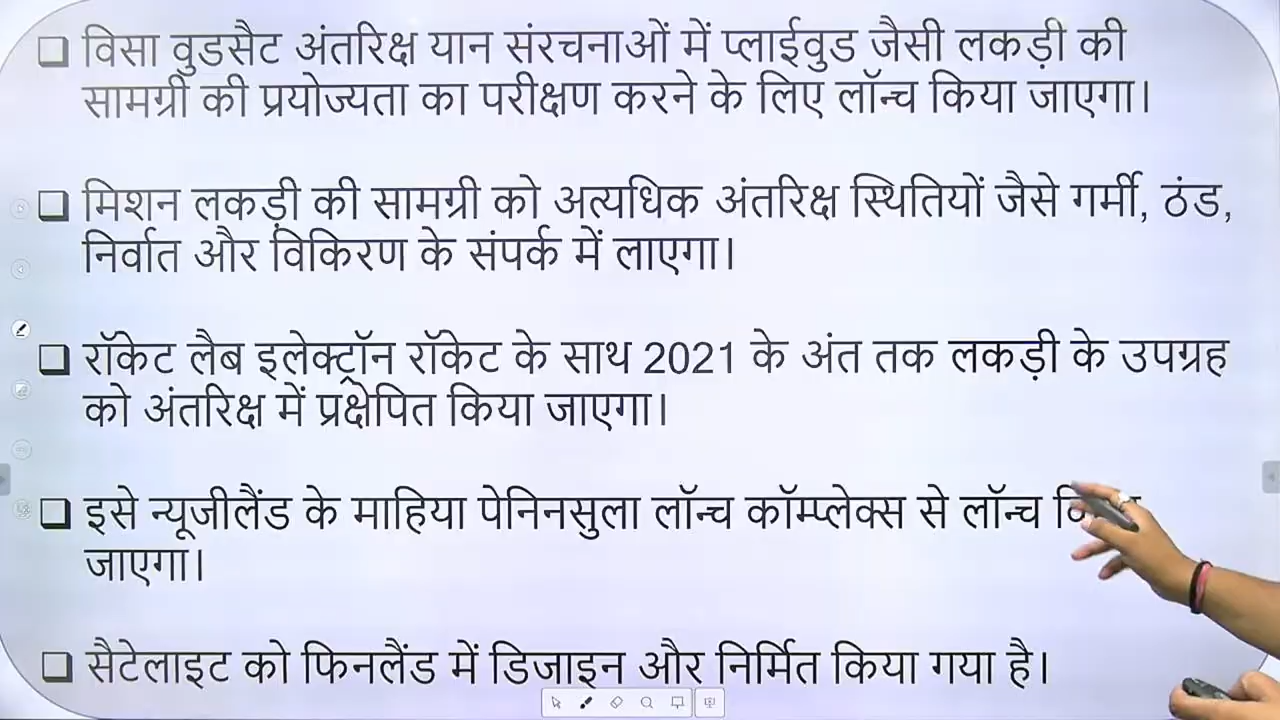 विसा वुडसैट अंतरिक्ष यान संरचनाओं में प्लाईवुड जैसी लकड़ी की
सामग्री की प्रयोज्यता का परीक्षण करने के लिए लॉन्च किया जाएगा।
मिशन लकड़ी की सामग्री को अत्यधिक अंतरिक्ष स्थितियों जैसे गर्मी, ठंड,
निर्वात और विकिरण के संपर्क में लाएगा।
रॉकेट लैब इलेक्ट्रॉन रॉकेट के साथ 2021 के अंत तक लकड़ी के उपग्रह
को अंतरिक्ष में प्रक्षेपित किया जाएगा।
इसे न्यूजीलैंड के माहिया पेनिनसुला लॉन्च कॉम्प्लेक्स से लॉन्च
जाएगा।
सैटेलाइट को फिनलैंड में डिजाइन और निर्मित किया गया है।